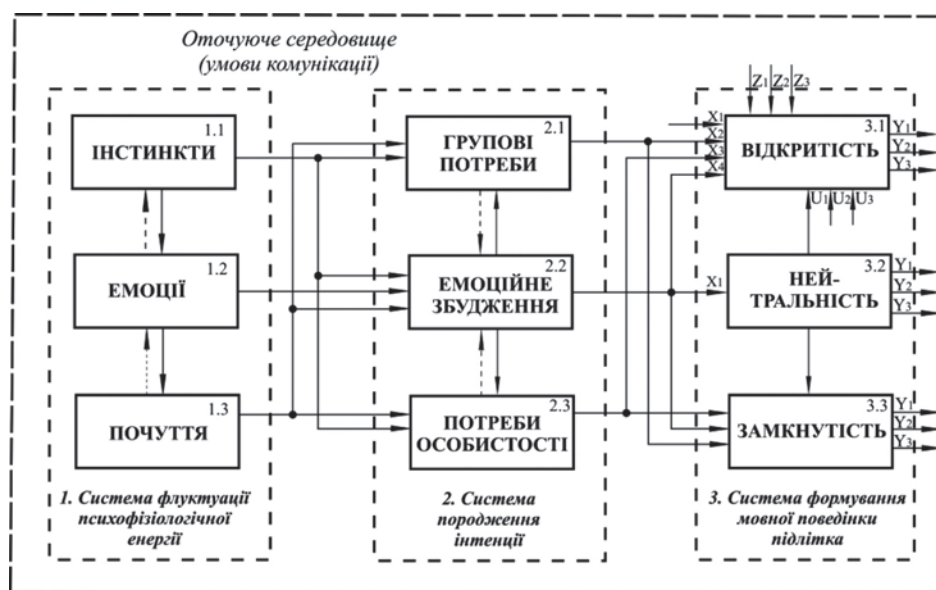 Оточуюче середовище
(умови комунікації)
1.1
ІНСТИНКТИ
1.2
ЕМОЦІЇ
1.3
ПОЧУТТЯ
1. Система флуктуації
психофізіологічної
енергії
2.1
ГРУПОВІ
ПОТРЕБИ
2.2
ЕМОЦІЙНЕ
ЗБУДЖЕННЯ
2.3
ПОТРЕБИ
ОСОБИСТОСТІ
2. Система
породження
інтенції
Z1 Z2 Z3
X1
X2
X3
X4
3.1
ВІДКРИТІСТЬ
Y1
Y2
Y3
U1 U2 U3
X1
3.2
НЕЙ-
ТРАЛЬНІСТЬ
Y1
Y2
Y3
3.3
ЗАМКНУТІСТЬ
Y1
Y2
Y3
3. Система формування
мовної поведінки
підлітка